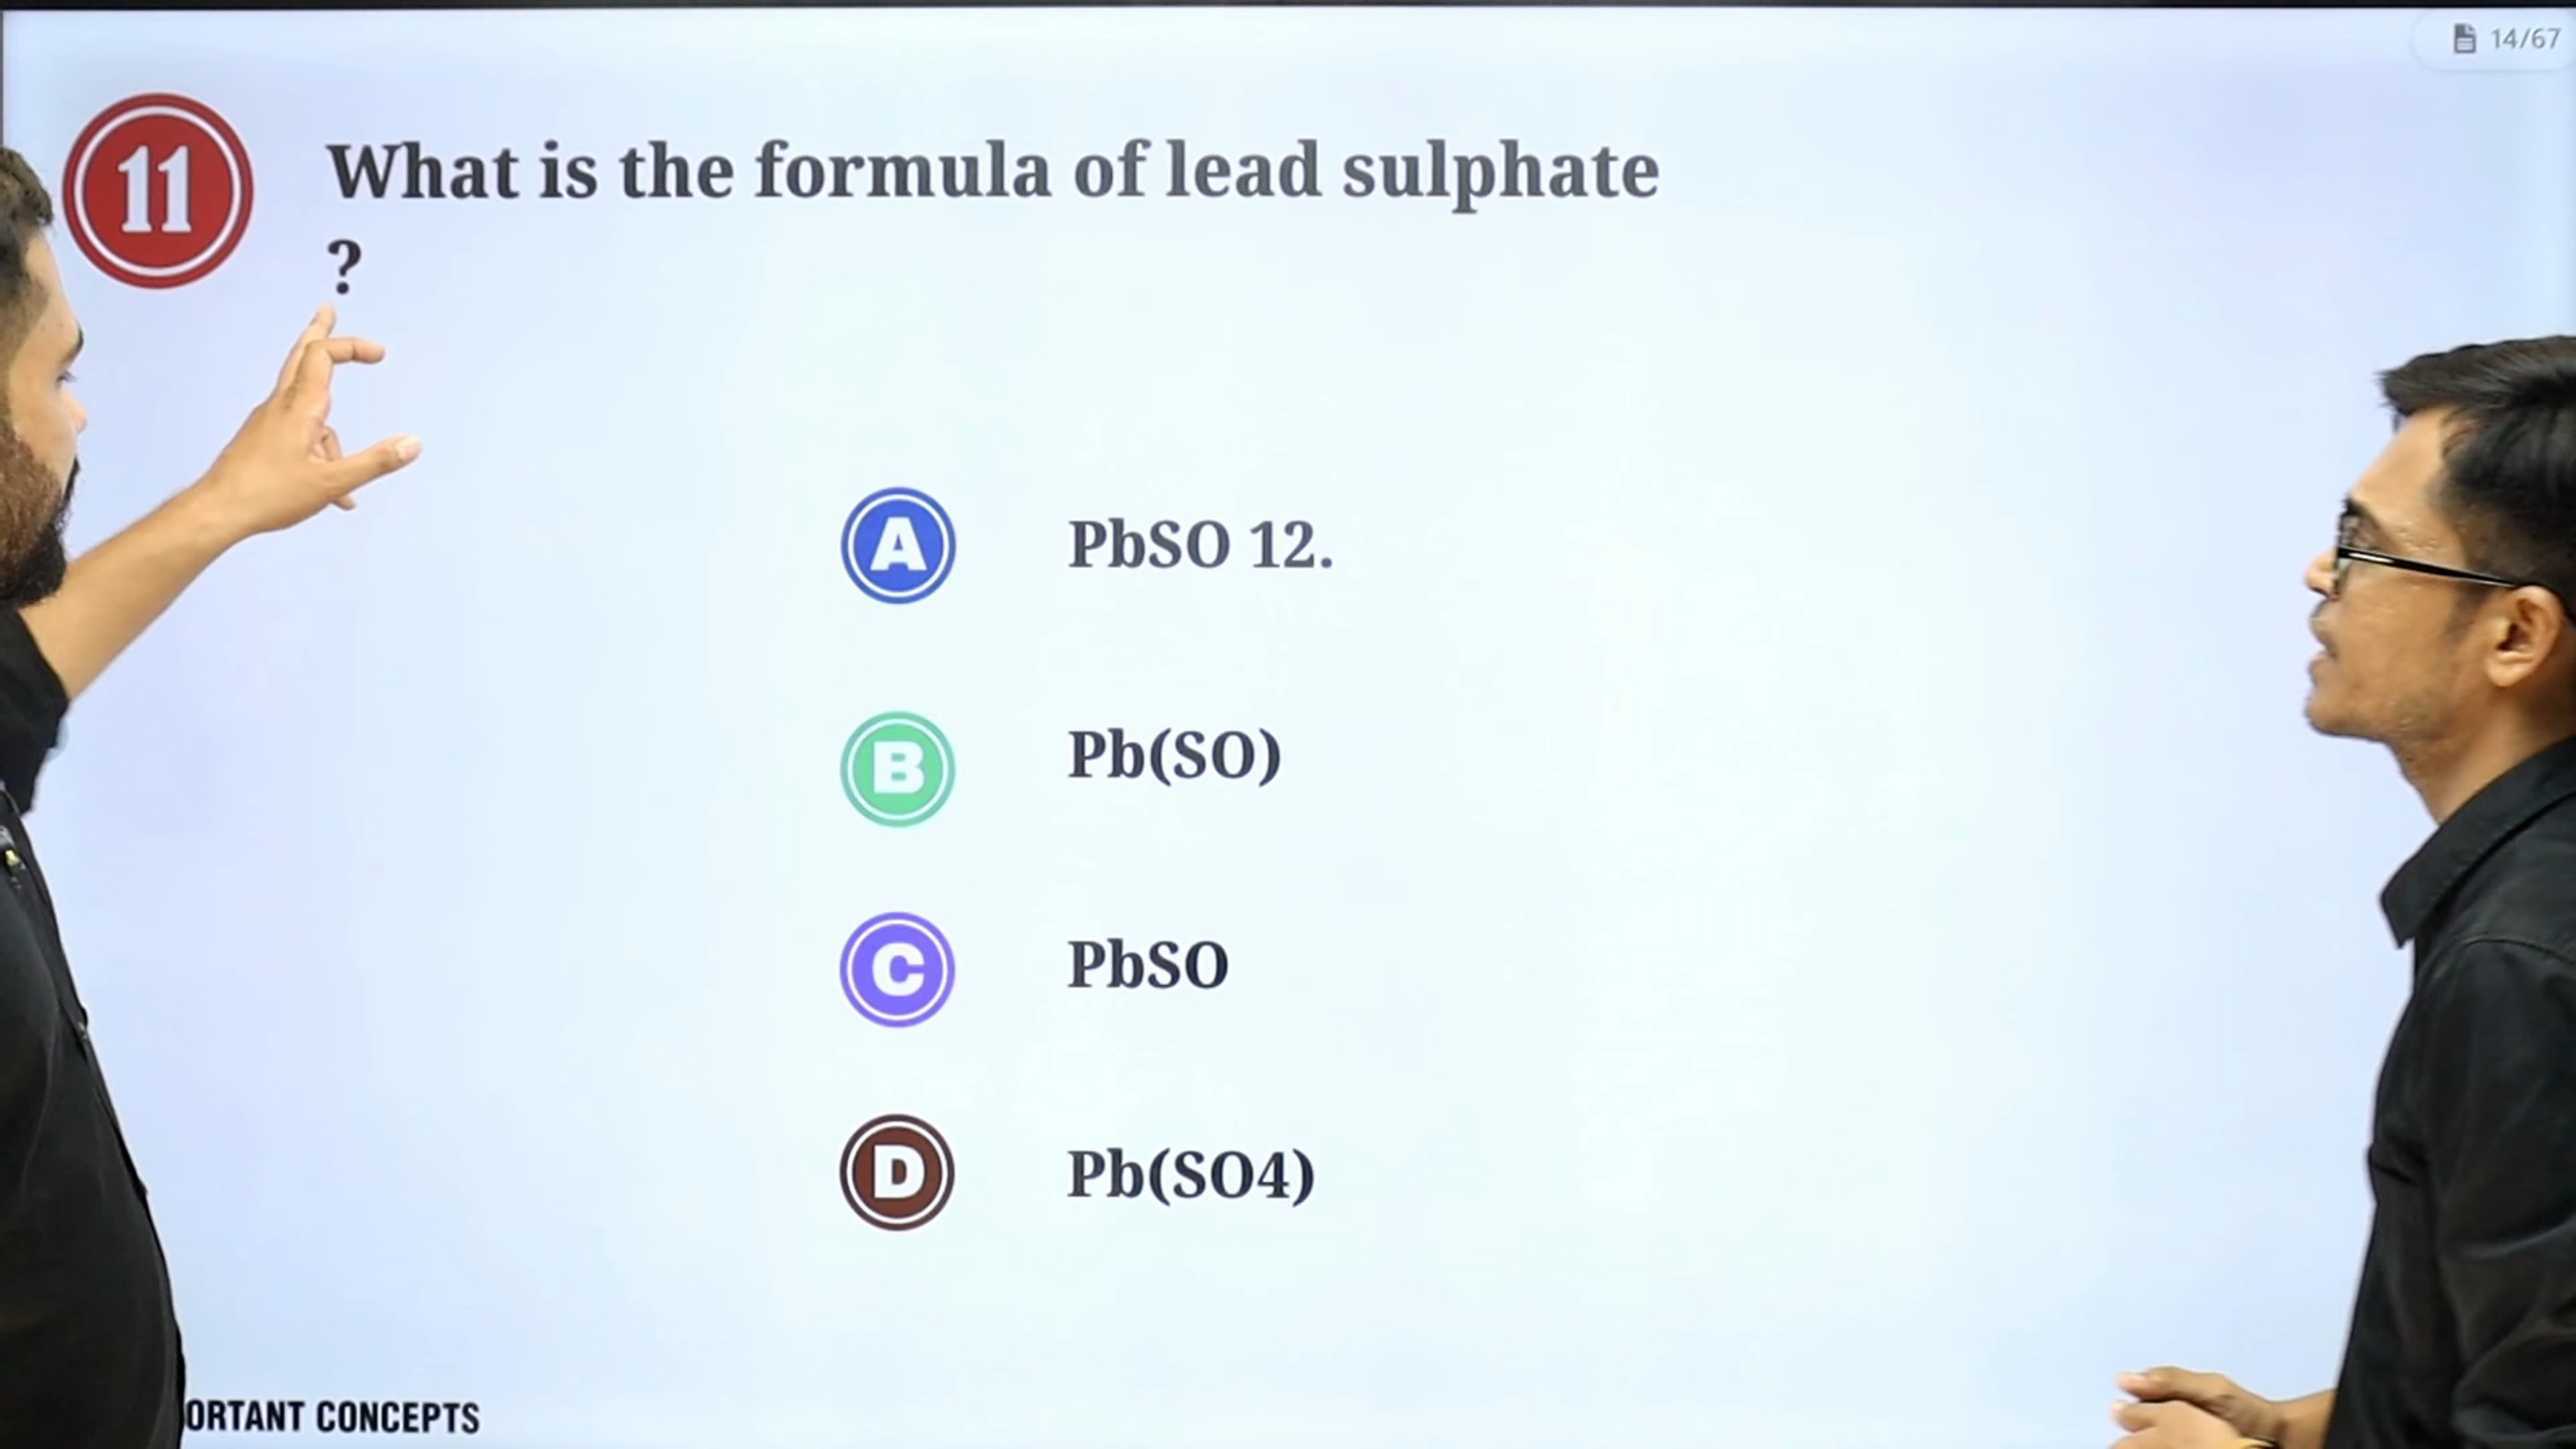 14/67
11
What is the formula of lead sulphate
?
A PbSO 12.
B Pb(SO)
C PbSO
D Pb(SO4)
ORTANT CONCEPTS